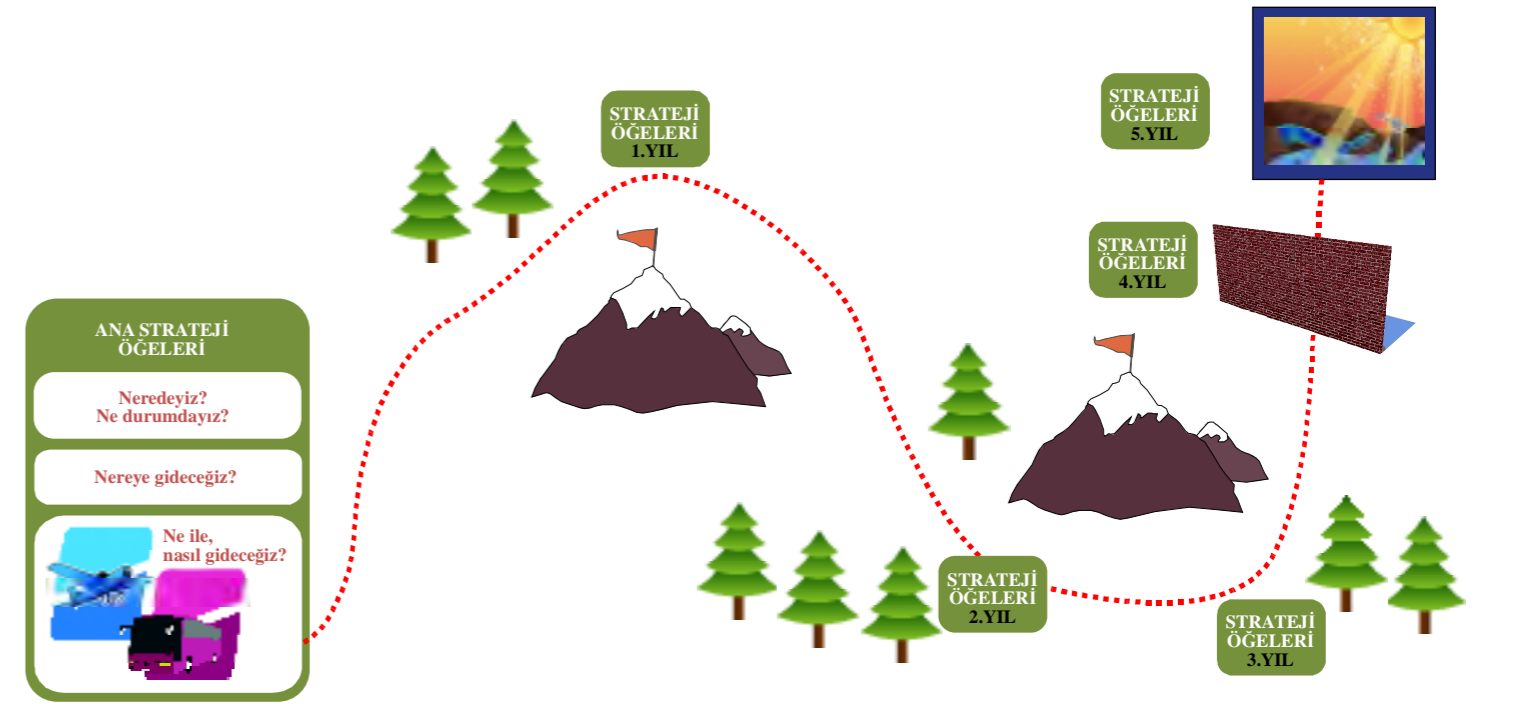 ANA STRATEJİ
ÖĞELERİ
Neredeyiz?
Ne durumdayız?
Nereye gideceğiz?
Ne ile,
nasıl gideceğiz?
STRATEJİ
ÖĞELERİ
1.YIL
STRATEJİ
ÖĞELERİ
2.YIL
STRATEJİ
ÖĞELERİ
3.YIL
STRATEJİ
ÖĞELERİ
4.YIL
STRATEJİ
ÖĞELERİ
5.YIL